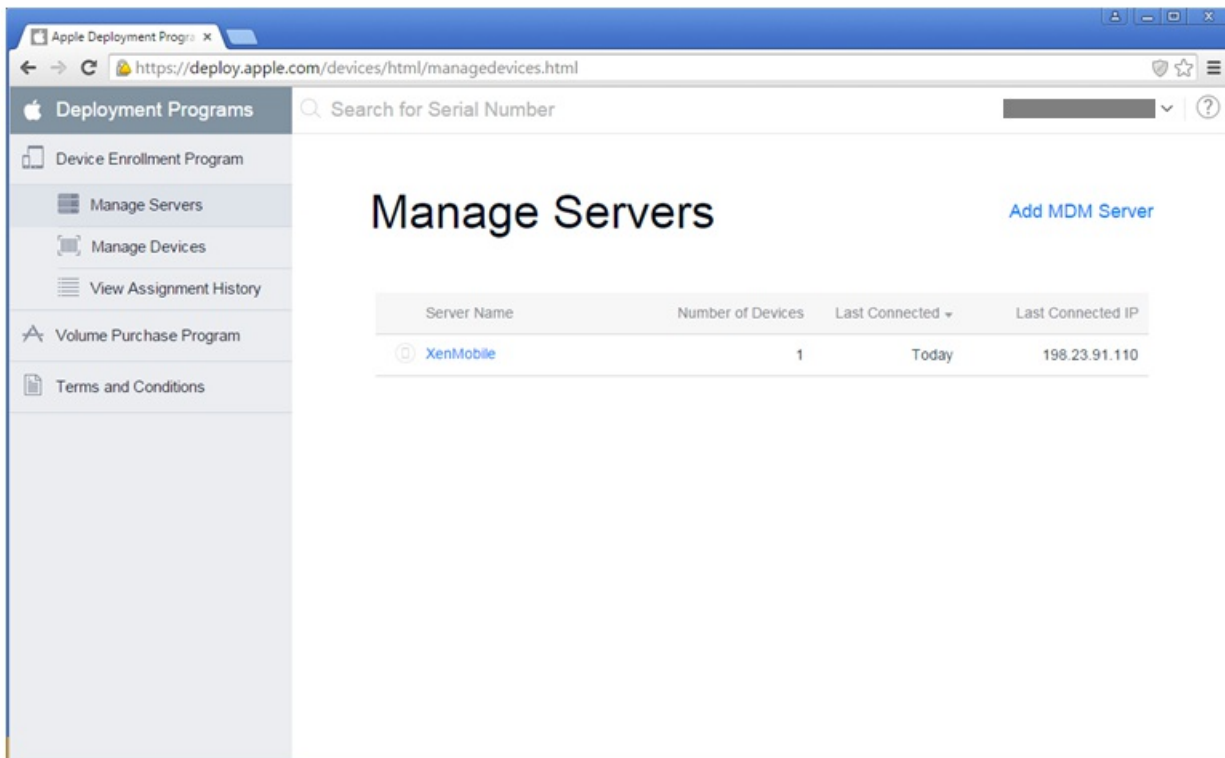 Apple Deployment Progra
https://deploy.apple.com/devices/html/managedevices.html
Deployment Programs
Search for Serial Number
Device Enrollment Program
Manage Servers
Manage Devices
View Assignment History
Volume Purchase Program
Terms and Conditions
Manage Servers
Add MDM Server
Server Name Number of Devices Last Connected Last Connected IP
XenMobile 1 Today 198.23.91.110